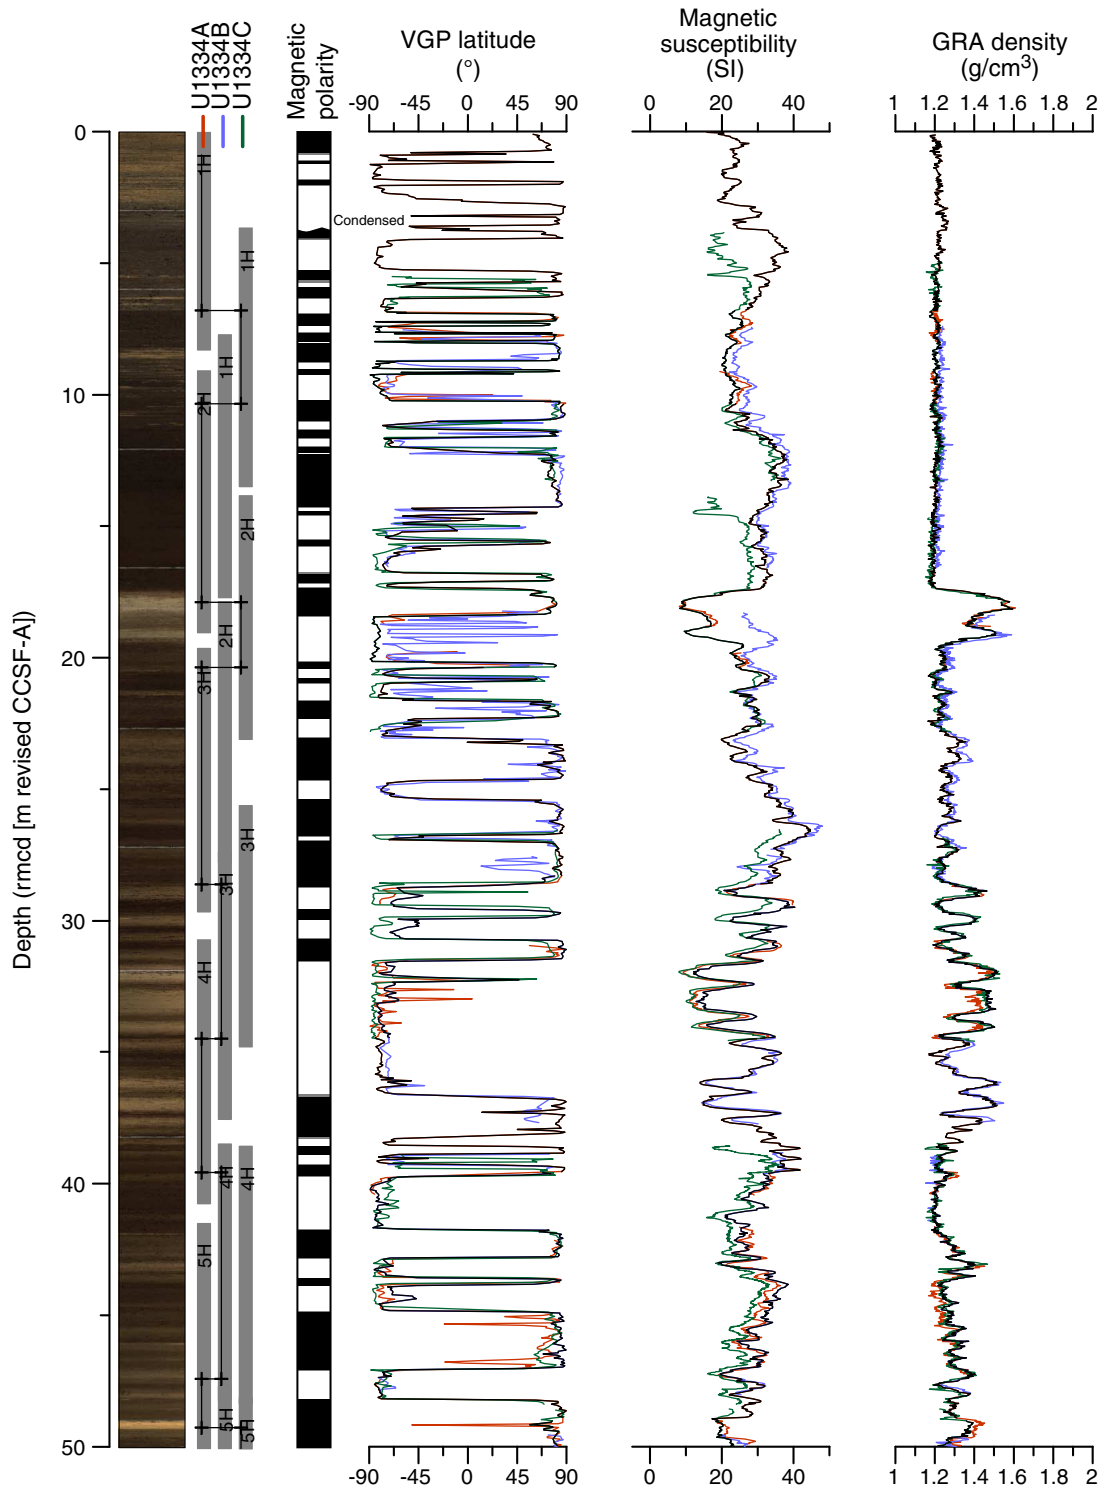 U1334A
U1334B
U1334C
Magnetic
polarity
VGP latitude
(°)
Magnetic
susceptibility
(SI)
GRA density
(g/cm³)
-90 -45 0 45 90
0 20 40
1 1.2 1.4 1.6 1.8 2
Depth (rmcd [m revised CCSF-A])
0
10
20
30
40
50
Condensed
1H
2H
3H
4H
5H
1H
2H
3H
4H
5H
1H
2H
3H
4H
5H
-90 -45 0 45 90
0 20 40
1 1.2 1.4 1.6 1.8 2